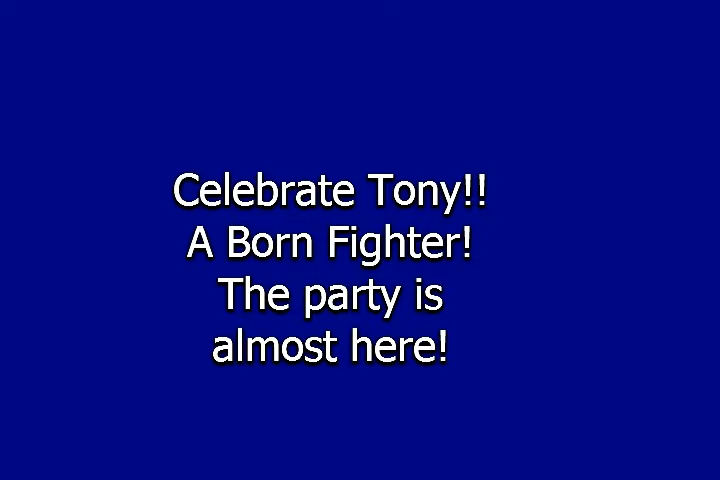 Celebrate Tony!!
A Born Fighter!
The party is
almost here!